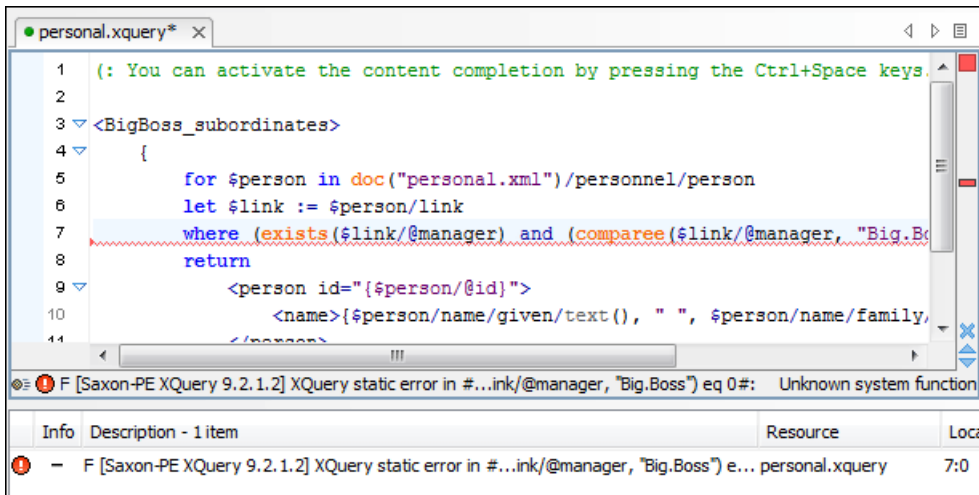 personal.xquery* ×
1 (: You can activate the content completion by pressing the Ctrl+Space keys.
2
3 <BigBoss_subordinates>
4 {
5 for $person in doc("personal.xml")/personnel/person
6 let $link := $person/link
7 where (exists($link/@manager) and (comparee($link/@manager, "Big.Bo
8 return
9 <person id="{$person/@id}">
10 <name>{$person/name/given/text(), " ", $person/name/family/
11 </person>
F [Saxon-PE XQuery 9.2.1.2] XQuery static error in #...ink/@manager, "Big.Boss") eq 0#: Unknown system function
Info Description - 1 item Resource Loca
F [Saxon-PE XQuery 9.2.1.2] XQuery static error in #...ink/@manager, "Big.Boss") e... personal.xquery 7:0